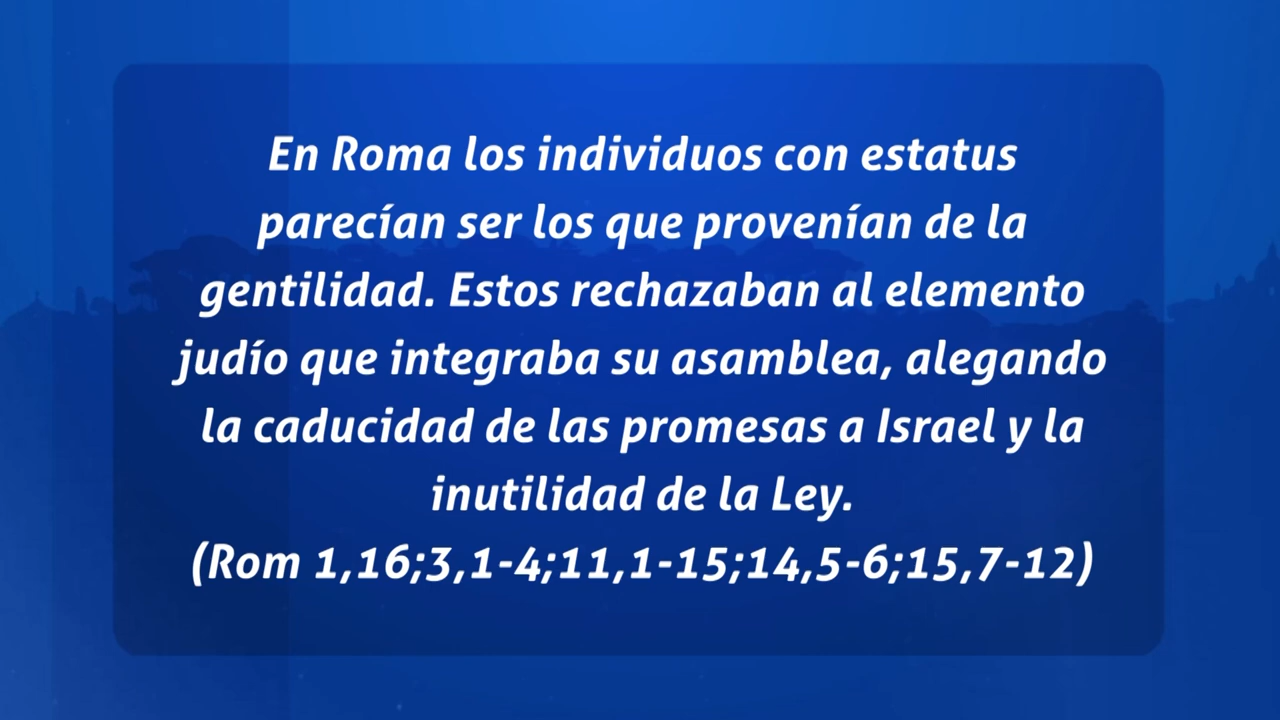 En Roma los individuos con estatus
parecían ser los que provenían de la
gentilidad. Estos rechazaban al elemento
judío que integraba su asamblea, alegando
la caducidad de las promesas a Israel y la
inutilidad de la Ley.
(Rom 1,16;3,1-4;11,1-15;14,5-6;15,7-12)